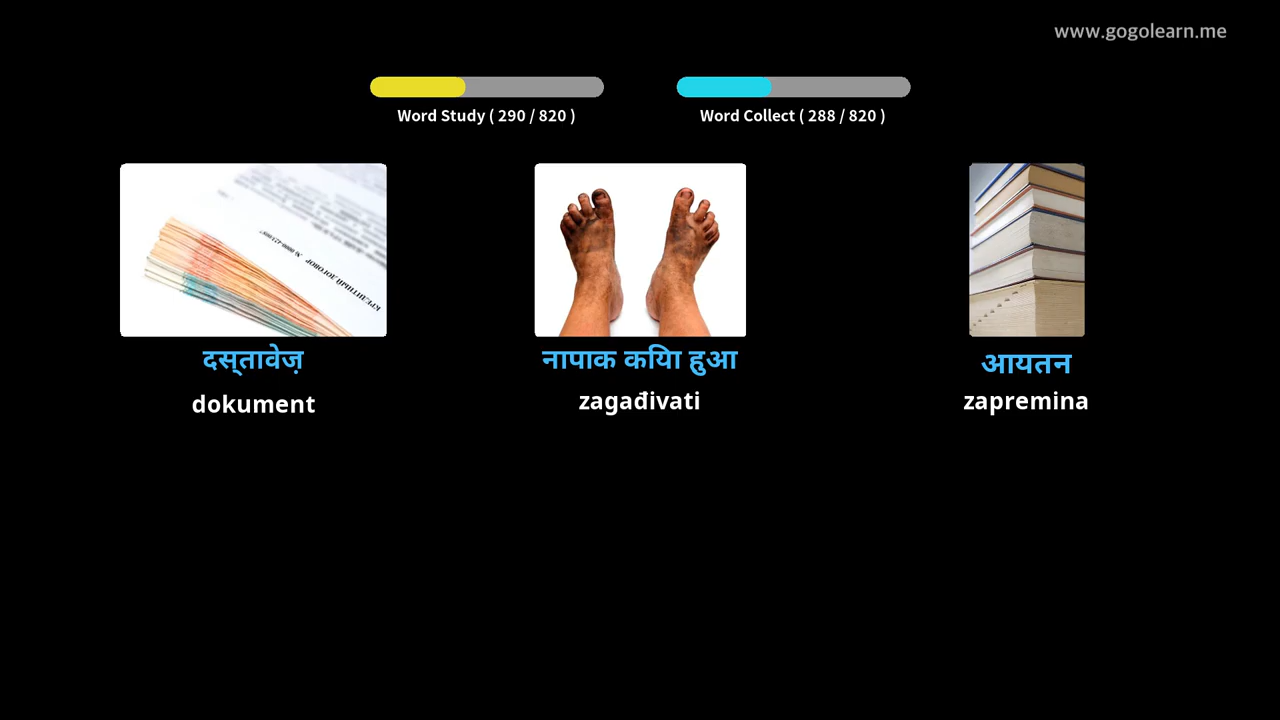 www.gogolearn.me
Word Study ( 290 / 820 )
Word Collect ( 288 / 820 )
दस्तावेज़
नापाक किया हुआ
आयतन
dokument
zagađivati
zapremina